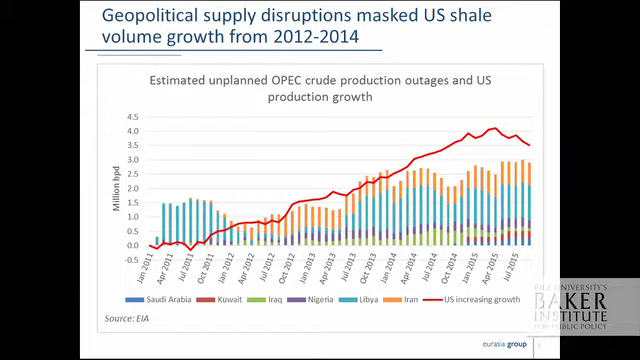 Geopolitical supply disruptions masked US shale
volume growth from 2012-2014
Estimated unplanned OPEC crude production outages and US
production growth
Million bpd
4.5
4.0
3.5
3.0
2.5
2.0
1.5
1.0
0.5
0.0
-0.5
Jan 2011
Apr 2011
Jul 2011
Oct 2011
Jan 2012
Apr 2012
Jul 2012
Oct 2012
Jan 2013
Apr 2013
Jul 2013
Oct 2013
Jan 2014
Apr 2014
Jul 2014
Oct 2014
Jan 2015
Apr 2015
Jul 2015
Saudi Arabia Kuwait Iraq Nigeria Libya Iran US increasing growth
Source: EIA
eurasia group
RICE UNIVERSITY'S
BAKER
INSTITUTE
FOR PUBLIC POLICY